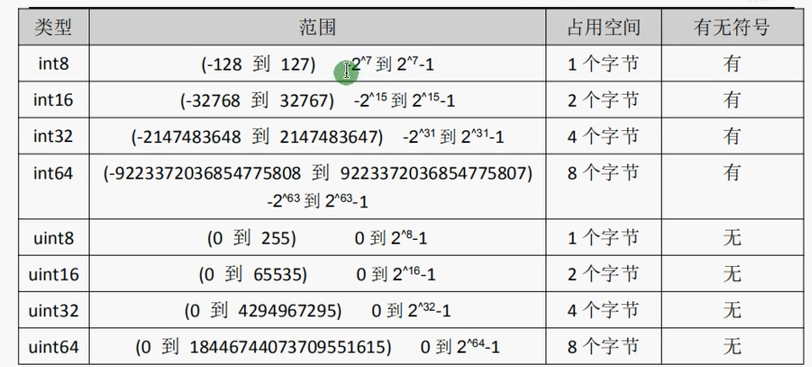 类型 范围 占用空间 有无符号
int8 (-128 到 127) 2^7 到 2^7-1 1 个字节 有
int16 (-32768 到 32767) -2^15 到 2^15-1 2 个字节 有
int32 (-2147483648 到 2147483647) -2^31 到 2^31-1 4 个字节 有
int64 (-9223372036854775808 到 9223372036854775807) 8 个字节 有
-2^63 到 2^63-1
uint8 (0 到 255) 0 到 2^8-1 1 个字节 无
uint16 (0 到 65535) 0 到 2^16-1 2 个字节 无
uint32 (0 到 4294967295) 0 到 2^32-1 4 个字节 无
uint64 (0 到 18446744073709551615) 0 到 2^64-1 8 个字节 无